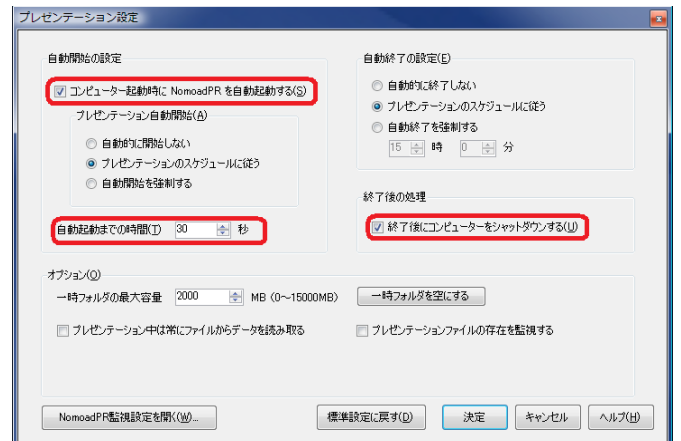 プレゼンテーション設定
自動開始の設定
コンピューター起動時に NomoadPR を自動起動する(S)
プレゼンテーション自動開始(A)
自動的に開始しない
プレゼンテーションのスケジュールに従う
自動開始を強制する
自動起動までの時間(T) 30 秒
自動終了の設定(E)
自動的に終了しない
プレゼンテーションのスケジュールに従う
自動終了を強制する
15 時 0 分
終了後の処理
終了後にコンピューターをシャットダウンする(U)
オプション(O)
一時フォルダの最大容量 2000 MB (0～15000MB) 一時フォルダを空にする
プレゼンテーション中は常にファイルからデータを読み取る プレゼンテーションファイルの存在を監視する
NomoadPR監視設定を開く(W)... 標準設定に戻す(D) 決定 キャンセル ヘルプ(H)